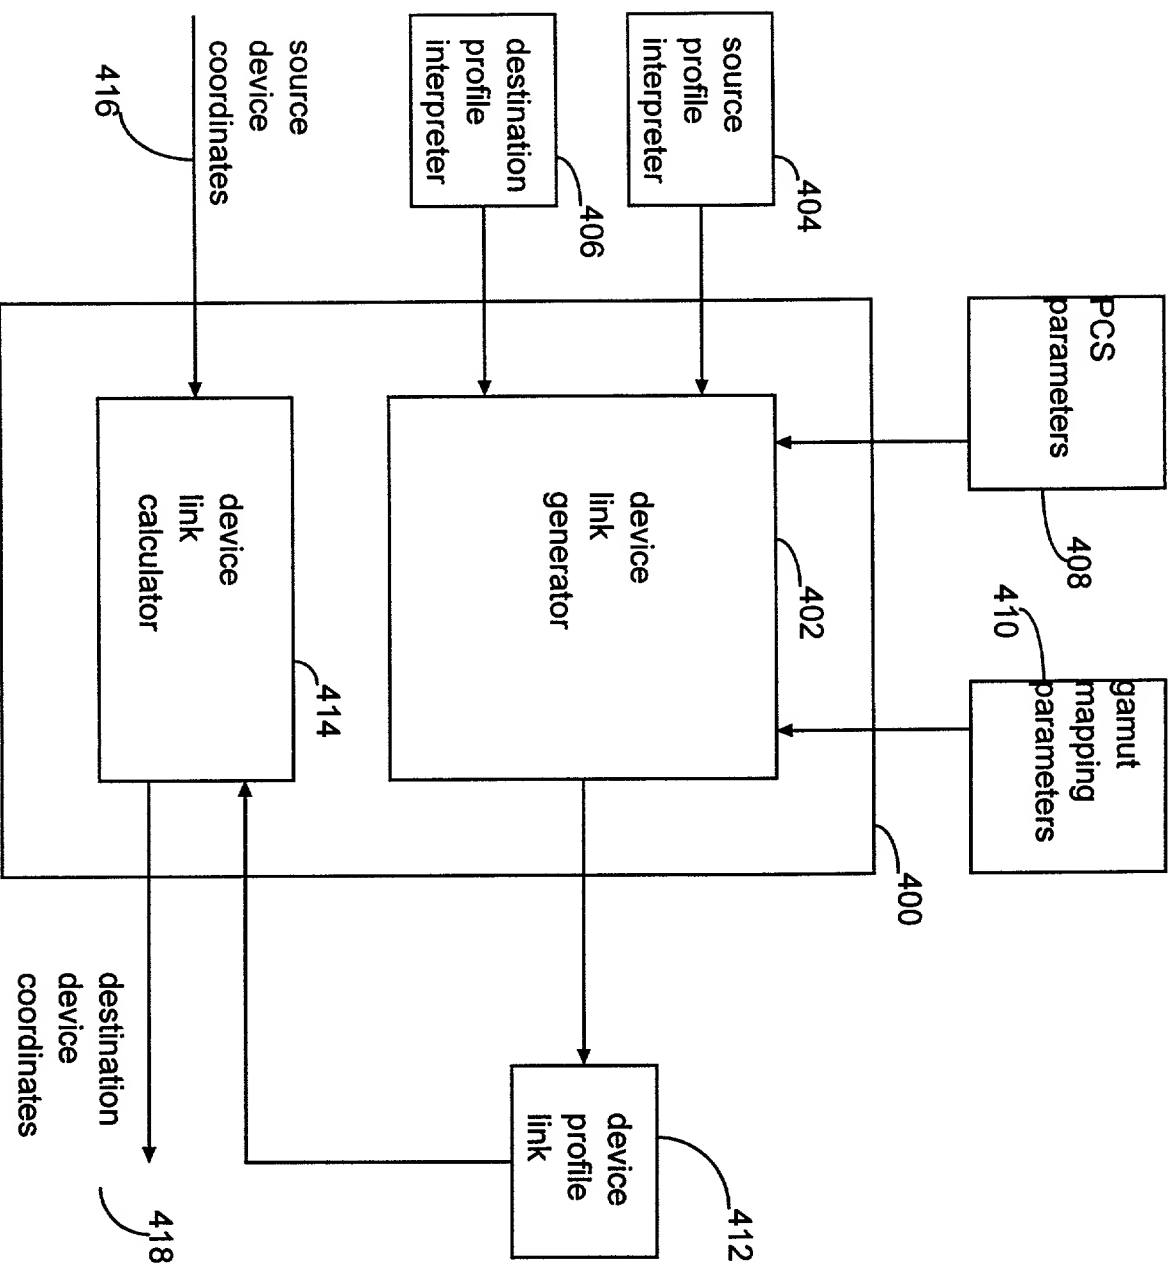 PCS
parameters
408
gamut
mapping
parameters
410
source
profile
interpreter
404
destination
profile
interpreter
406
device
link
generator
402
400
device
profile
link
412
source
device
coordinates
416
device
link
calculator
414
destination
device
coordinates
418